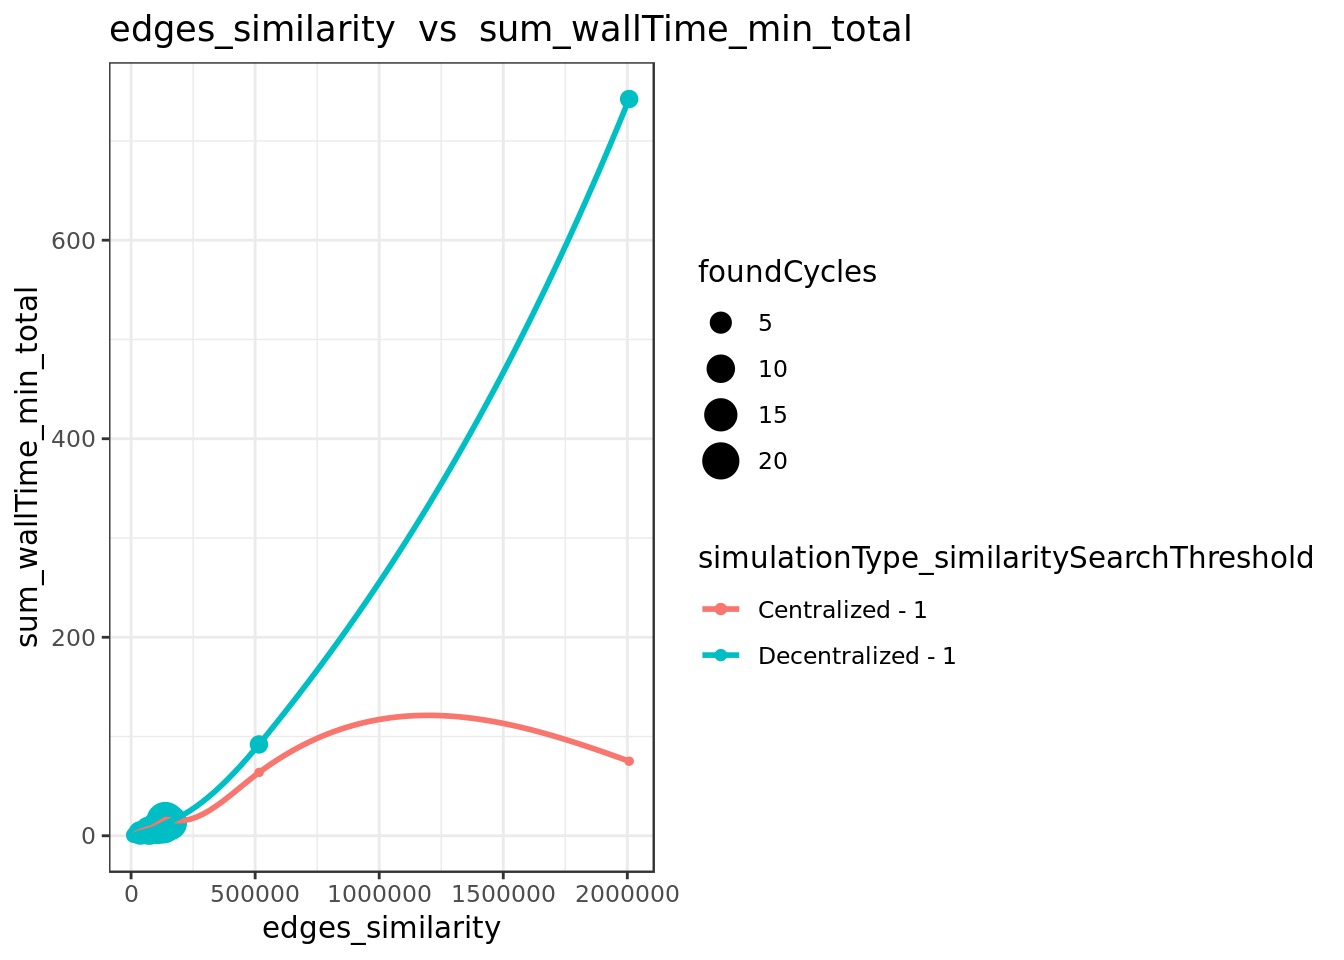 edges_similarity  vs  sum_wallTime_min_total
sum_wallTime_min_total
600
400
200
0
0
500000
1000000
1500000
2000000
edges_similarity
foundCycles
5
10
15
20
simulationType_similaritySearchThreshold
Centralized - 1
Decentralized - 1